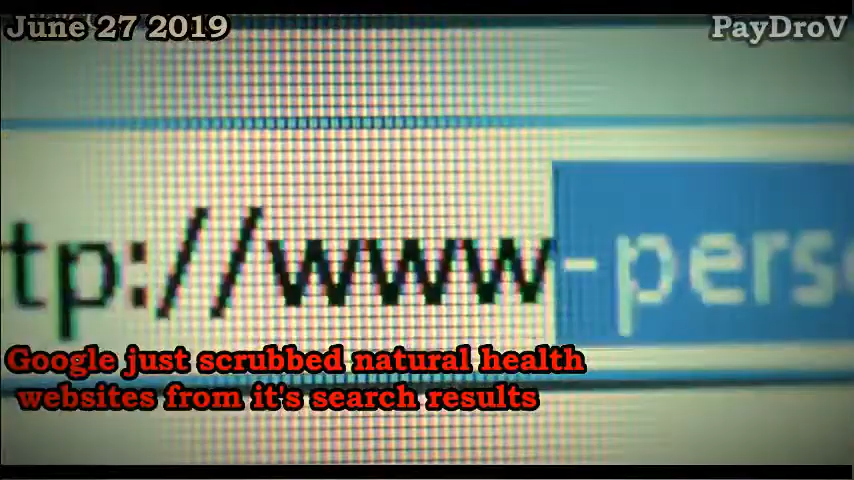 June 27 2019
PayDroV
tp://www-pers
Google just scrubbed natural health
websites from it's search results